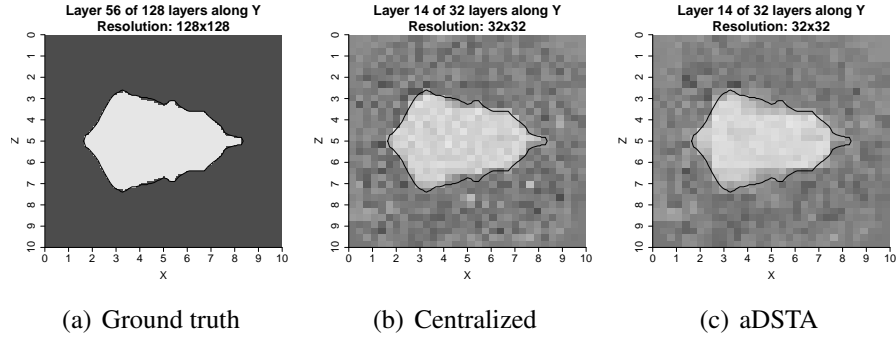 Layer 56 of 128 layers along Y
Resolution: 128x128
0
1
2
3
4
5
6
7
8
9
10
Z
0 1 2 3 4 5 6 7 8 9 10
X
(a) Ground truth
Layer 14 of 32 layers along Y
Resolution: 32x32
0
1
2
3
4
5
6
7
8
9
10
Z
0 1 2 3 4 5 6 7 8 9 10
X
(b) Centralized
Layer 14 of 32 layers along Y
Resolution: 32x32
0
1
2
3
4
5
6
7
8
9
10
Z
0 1 2 3 4 5 6 7 8 9 10
X
(c) aDSTA